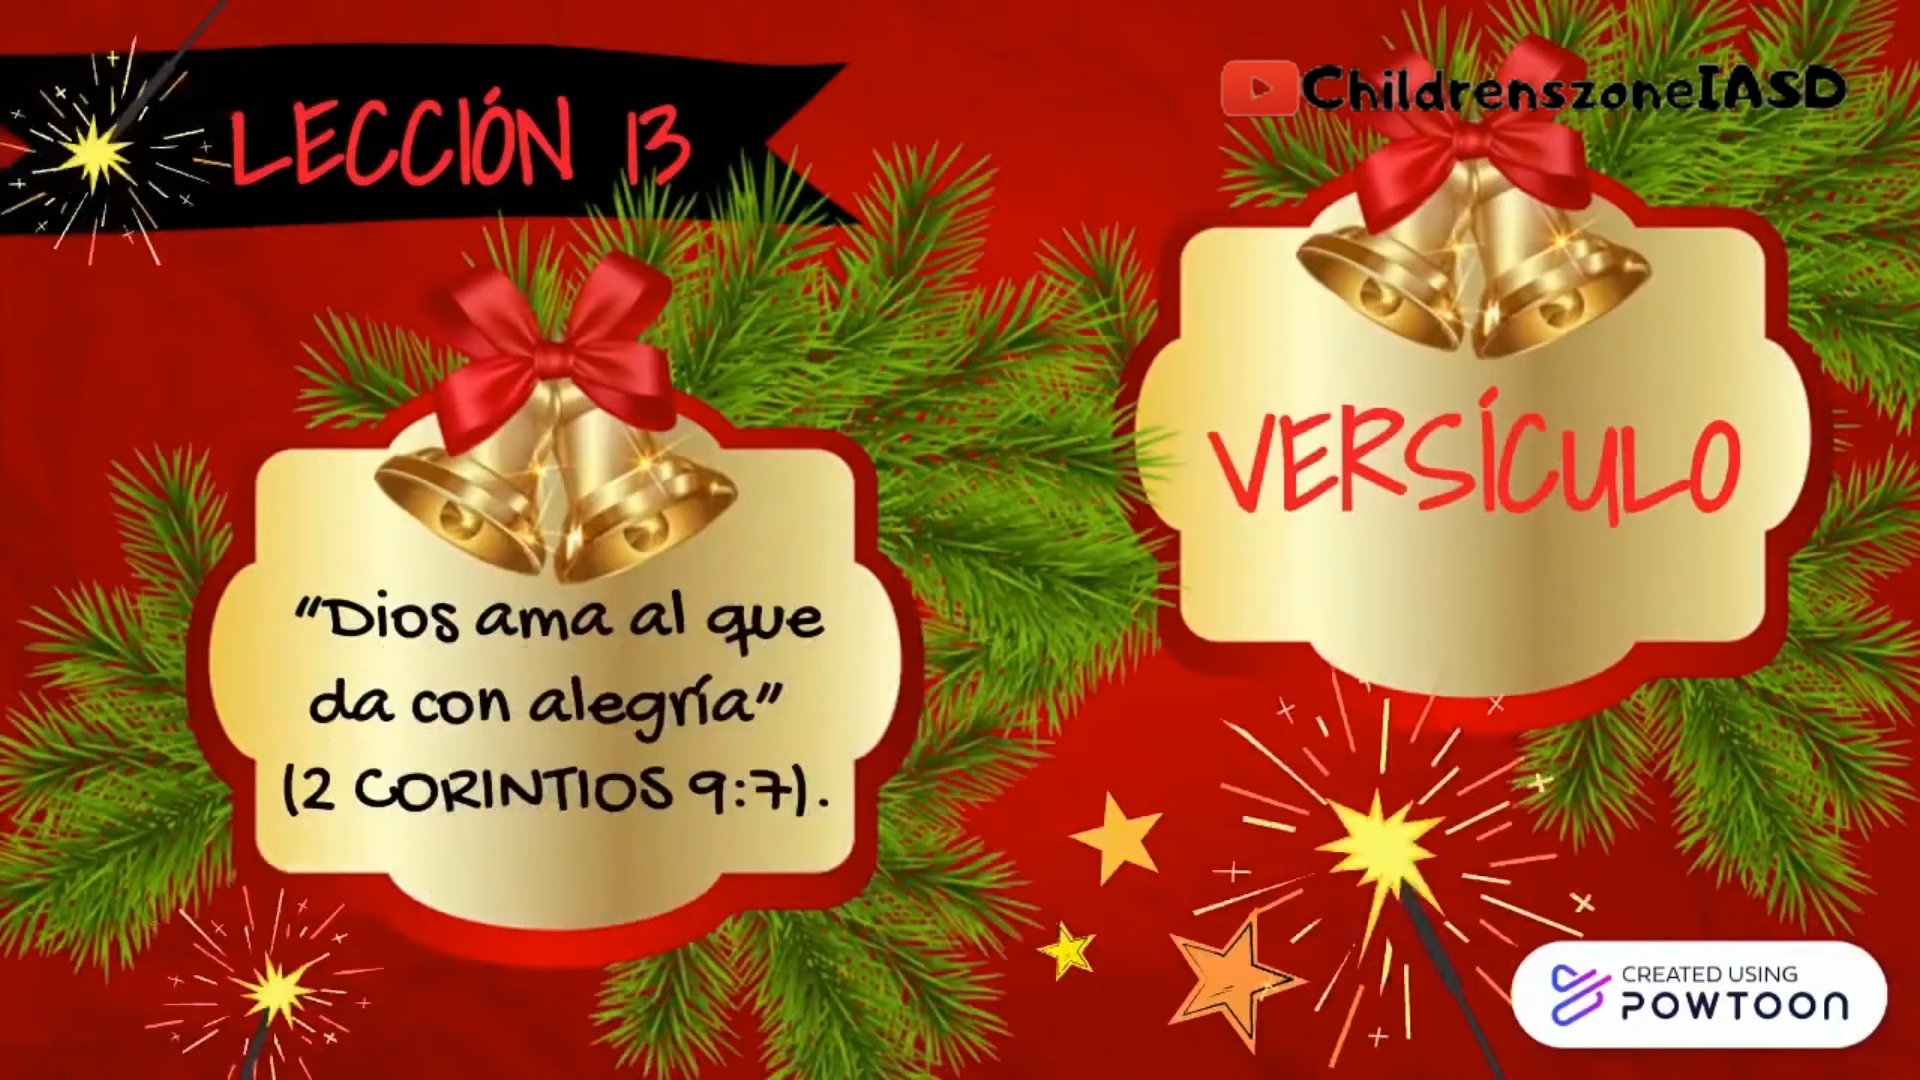 LECCIÓN 13
ChildrenszoneIASD
VERSÍCULO
"Dios ama al que
da con alegría"
(2 CORINTIOS 9:7).
CREATED USING
POWTOON